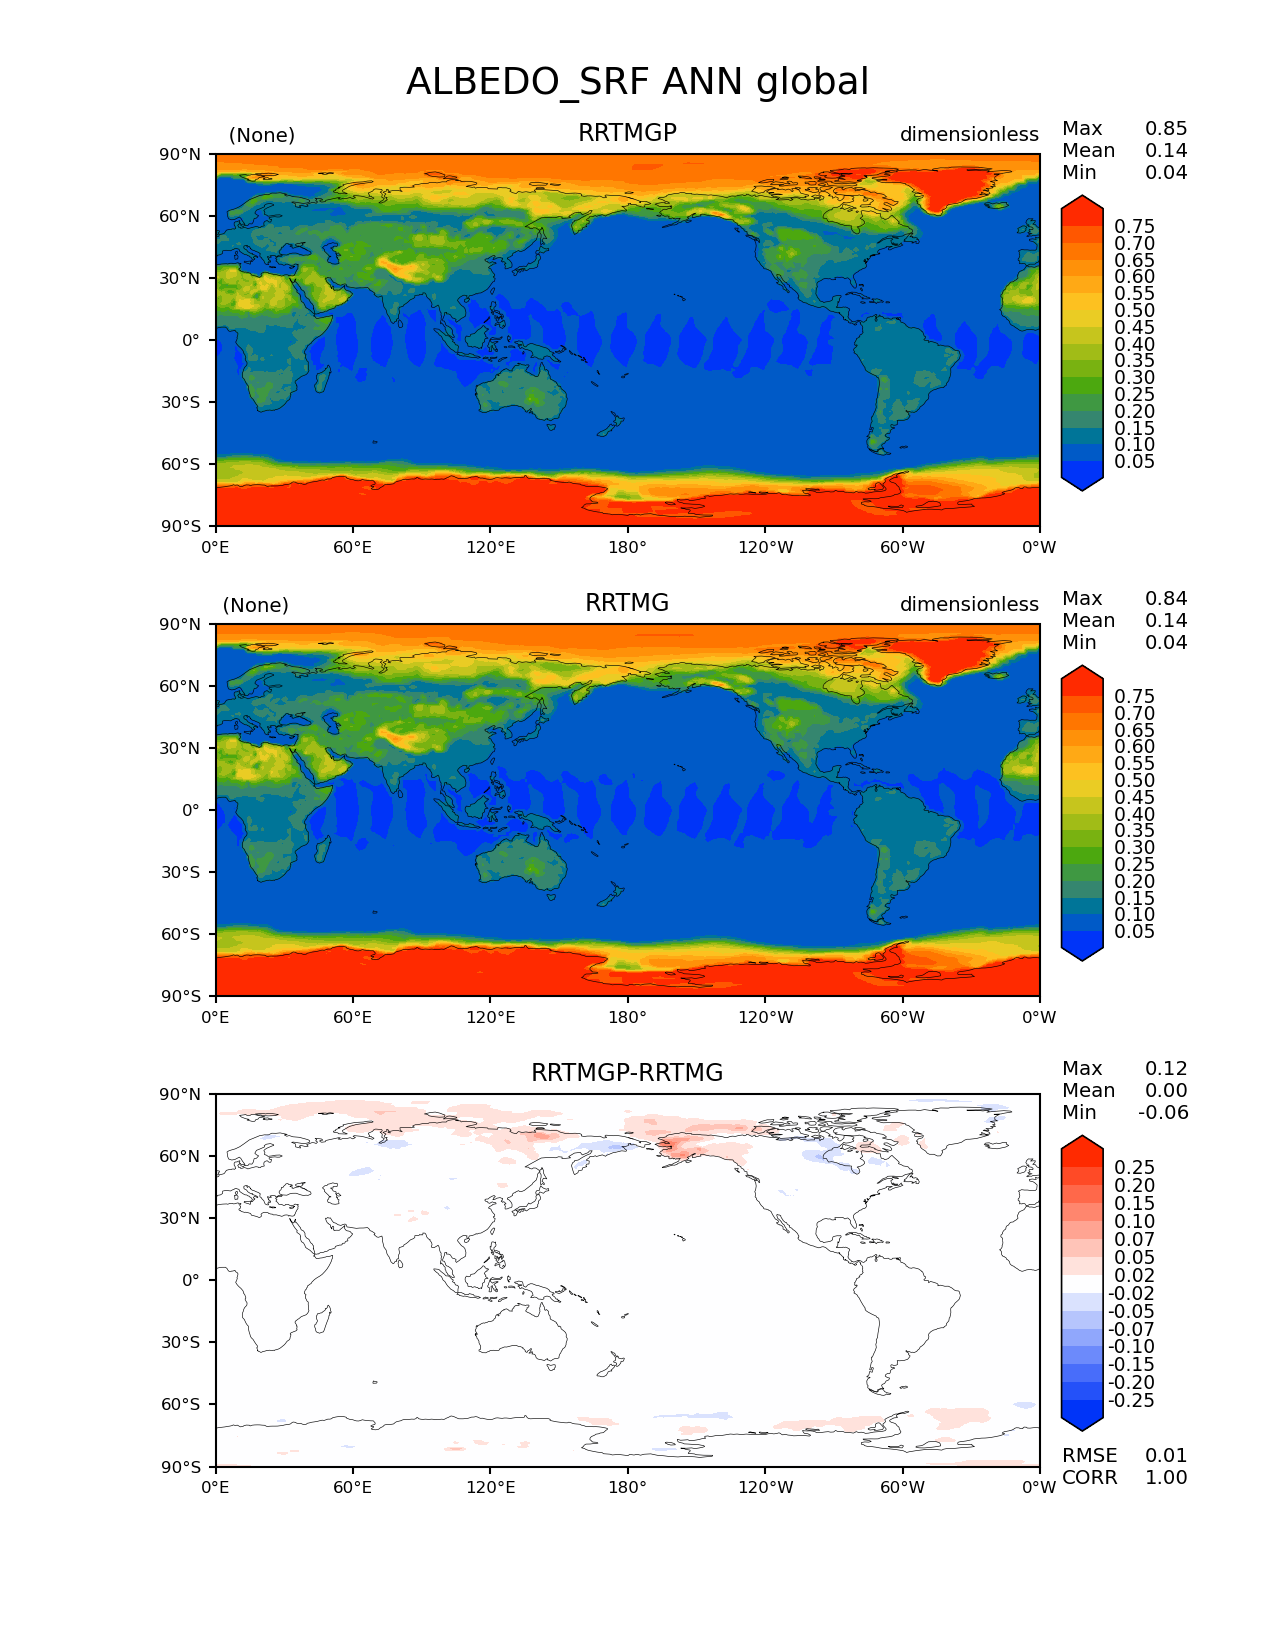 ALBEDO_SRF ANN global
(None) RRTMGP dimensionless
Max 0.85
Mean 0.14
Min 0.04
90°N
60°N
30°N
0°
30°S
60°S
90°S
0°E 60°E 120°E 180° 120°W 60°W 0°W
0.75
0.70
0.65
0.60
0.55
0.50
0.45
0.40
0.35
0.30
0.25
0.20
0.15
0.10
0.05
(None) RRTMG dimensionless
Max 0.84
Mean 0.14
Min 0.04
90°N
60°N
30°N
0°
30°S
60°S
90°S
0°E 60°E 120°E 180° 120°W 60°W 0°W
0.75
0.70
0.65
0.60
0.55
0.50
0.45
0.40
0.35
0.30
0.25
0.20
0.15
0.10
0.05
RRTMGP-RRTMG
Max 0.12
Mean 0.00
Min -0.06
90°N
60°N
30°N
0°
30°S
60°S
90°S
0°E 60°E 120°E 180° 120°W 60°W 0°W
0.25
0.20
0.15
0.10
0.07
0.05
0.02
-0.02
-0.05
-0.07
-0.10
-0.15
-0.20
-0.25
RMSE 0.01
CORR 1.00